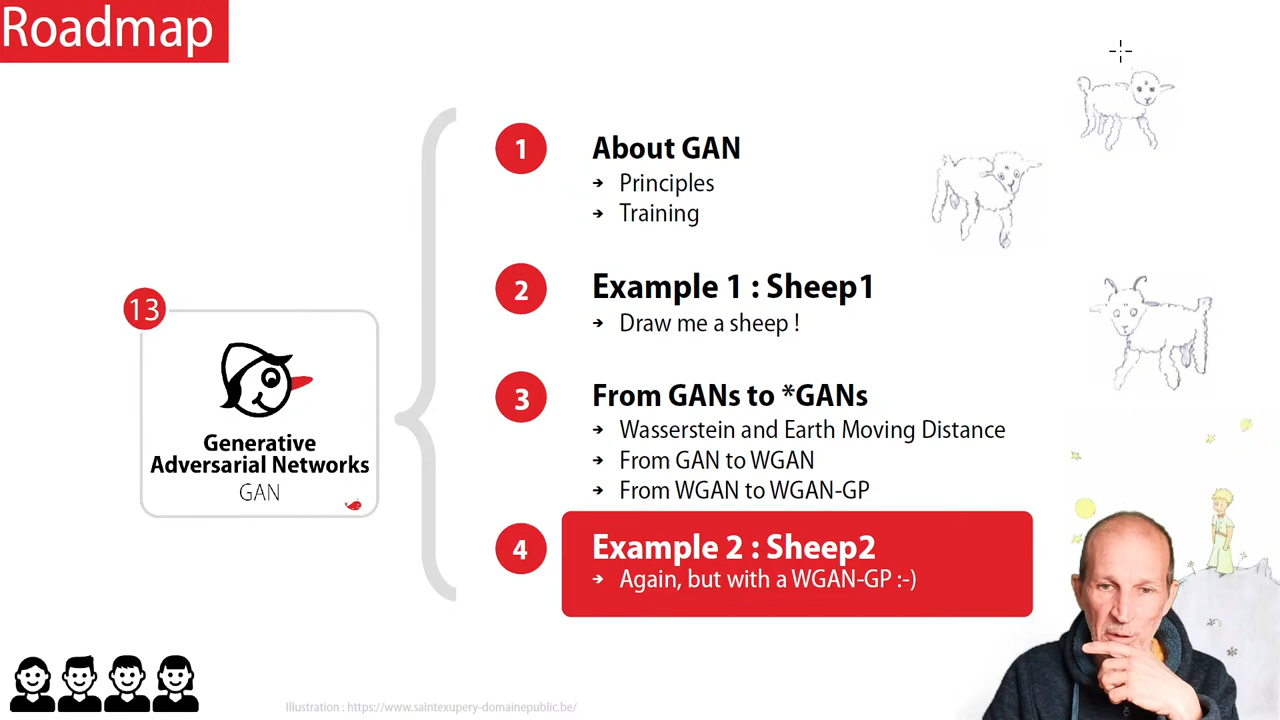 Roadmap
1
About GAN
→ Principles
→ Training
2
Example 1 : Sheep1
→ Draw me a sheep !
13
Generative
Adversarial Networks
GAN
3
From GANs to *GANs
→ Wasserstein and Earth Moving Distance
→ From GAN to WGAN
→ From WGAN to WGAN-GP
4
Example 2 : Sheep2
→ Again, but with a WGAN-GP :-)
Illustration : https://www.saintexupery-domainepublic.be/